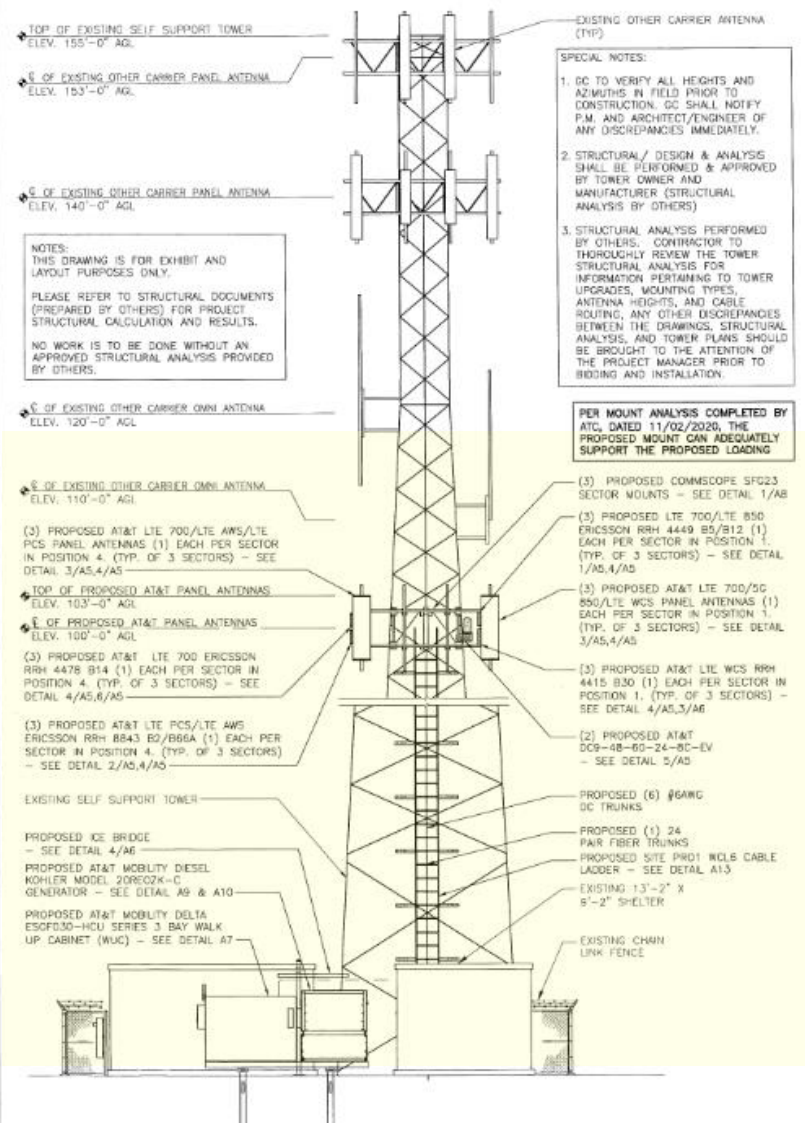 TOP OF EXISTING SELF SUPPORT TOWER
ELEV. 155'-0" AGL
℄ OF EXISTING OTHER CARRIER PANEL ANTENNA
ELEV. 153'-0" AGL
℄ OF EXISTING OTHER CARRIER PANEL ANTENNA
ELEV. 140'-0" AGL
NOTES:
THIS DRAWING IS FOR EXHIBIT AND
LAYOUT PURPOSES ONLY.
PLEASE REFER TO STRUCTURAL DOCUMENTS
(PREPARED BY OTHERS) FOR PROJECT
STRUCTURAL CALCULATION AND RESULTS.
NO WORK IS TO BE DONE WITHOUT AN
APPROVED STRUCTURAL ANALYSIS PROVIDED
BY OTHERS.
℄ OF EXISTING OTHER CARRIER OMNI ANTENNA
ELEV. 120'-0" AGL
℄ OF EXISTING OTHER CARRIER OMNI ANTENNA
ELEV. 110'-0" AGL
(3) PROPOSED AT&T LTE 700/LTE AWS/LTE
PCS PANEL ANTENNAS (1) EACH PER SECTOR
IN POSITION 4. (TYP. OF 3 SECTORS) – SEE
DETAIL 3/A5,4/A5
TOP OF PROPOSED AT&T PANEL ANTENNAS
ELEV. 103'-0" AGL
℄ OF PROPOSED AT&T PANEL ANTENNAS
ELEV. 100'-0" AGL
(3) PROPOSED AT&T LTE 700 ERICSSON
RRH 4478 B14 (1) EACH PER SECTOR IN
POSITION 4. (TYP. OF 3 SECTORS) – SEE
DETAIL 4/A5,6/A5
(3) PROPOSED AT&T LTE PCS/LTE AWS
ERICSSON RRH 8843 B2/B66A (1) EACH PER
SECTOR IN POSITION 4. (TYP. OF 3 SECTORS)
– SEE DETAIL 2/A5,4/A5
EXISTING SELF SUPPORT TOWER
PROPOSED ICE BRIDGE
– SEE DETAIL 4/A6
PROPOSED AT&T MOBILITY DIESEL
KOHLER MODEL 20REOZK-C
GENERATOR – SEE DETAIL A9 & A10
PROPOSED AT&T MOBILITY DELTA
ESOF030-HCU SERIES 3 BAY WALK
UP CABINET (WUC) – SEE DETAIL A7
EXISTING OTHER CARRIER ANTENNA
(TYP)
SPECIAL NOTES:
1. GC TO VERIFY ALL HEIGHTS AND
AZIMUTHS IN FIELD PRIOR TO
CONSTRUCTION. GC SHALL NOTIFY
P.M. AND ARCHITECT/ENGINEER OF
ANY DISCREPANCIES IMMEDIATELY.
2. STRUCTURAL/ DESIGN & ANALYSIS
SHALL BE PERFORMED & APPROVED
BY TOWER OWNER AND
MANUFACTURER (STRUCTURAL
ANALYSIS BY OTHERS)
3. STRUCTURAL ANALYSIS PERFORMED
BY OTHERS. CONTRACTOR TO
THOROUGHLY REVIEW THE TOWER
STRUCTURAL ANALYSIS FOR
INFORMATION PERTAINING TO TOWER
UPGRADES, MOUNTING TYPES,
ANTENNA HEIGHTS, AND CABLE
ROUTING, ANY OTHER DISCREPANCIES
BETWEEN THE DRAWINGS, STRUCTURAL
ANALYSIS, AND TOWER PLANS SHOULD
BE BROUGHT TO THE ATTENTION OF
THE PROJECT MANAGER PRIOR TO
BIDDING AND INSTALLATION.
PER MOUNT ANALYSIS COMPLETED BY
ATC, DATED 11/02/2020, THE
PROPOSED MOUNT CAN ADEQUATELY
SUPPORT THE PROPOSED LOADING
(3) PROPOSED COMMSCOPE SFG23
SECTOR MOUNTS – SEE DETAIL 1/A8
(3) PROPOSED LTE 700/LTE 850
ERICSSON RRH 4449 B5/B12 (1)
EACH PER SECTOR IN POSITION 1.
(TYP. OF 3 SECTORS) – SEE DETAIL
1/A5,4/A5
(3) PROPOSED AT&T LTE 700/5G
850/LTE WCS PANEL ANTENNAS (1)
EACH PER SECTOR IN POSITION 1.
(TYP. OF 3 SECTORS) – SEE DETAIL
3/A5,4/A5
(3) PROPOSED AT&T LTE WCS RRH
4415 B30 (1) EACH PER SECTOR IN
POSITION 1. (TYP. OF 3 SECTORS) –
SEE DETAIL 4/A5,3/A6
(2) PROPOSED AT&T
DC9-48-60-24-8C-EV
– SEE DETAIL 5/A5
PROPOSED (6) #6AWG
DC TRUNKS
PROPOSED (1) 24
PAIR FIBER TRUNKS
PROPOSED SITE PRO1 WCL6 CABLE
LADDER – SEE DETAIL A13
EXISTING 13'-2" X
9'-2" SHELTER
EXISTING CHAIN
LINK FENCE